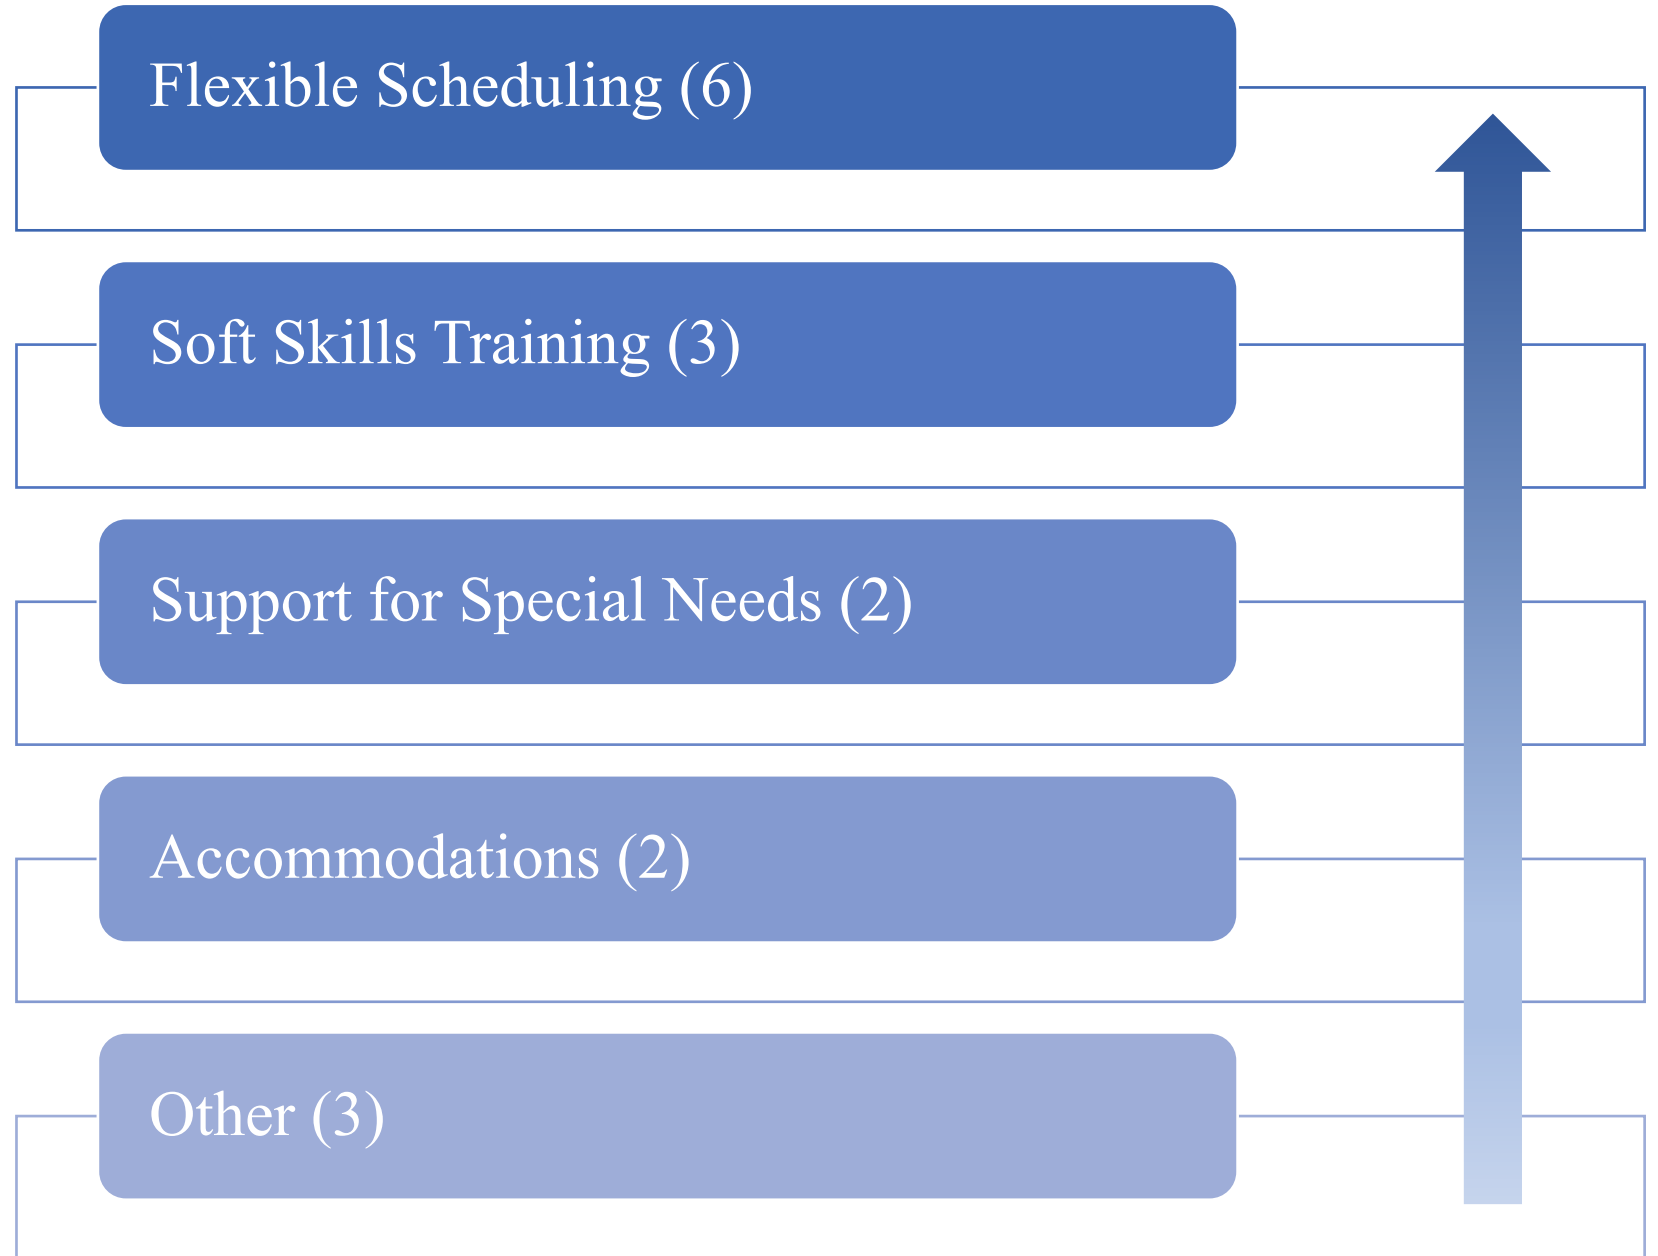 Flexible Scheduling (6)
Soft Skills Training (3)
Support for Special Needs (2)
Accommodations (2)
Other (3)